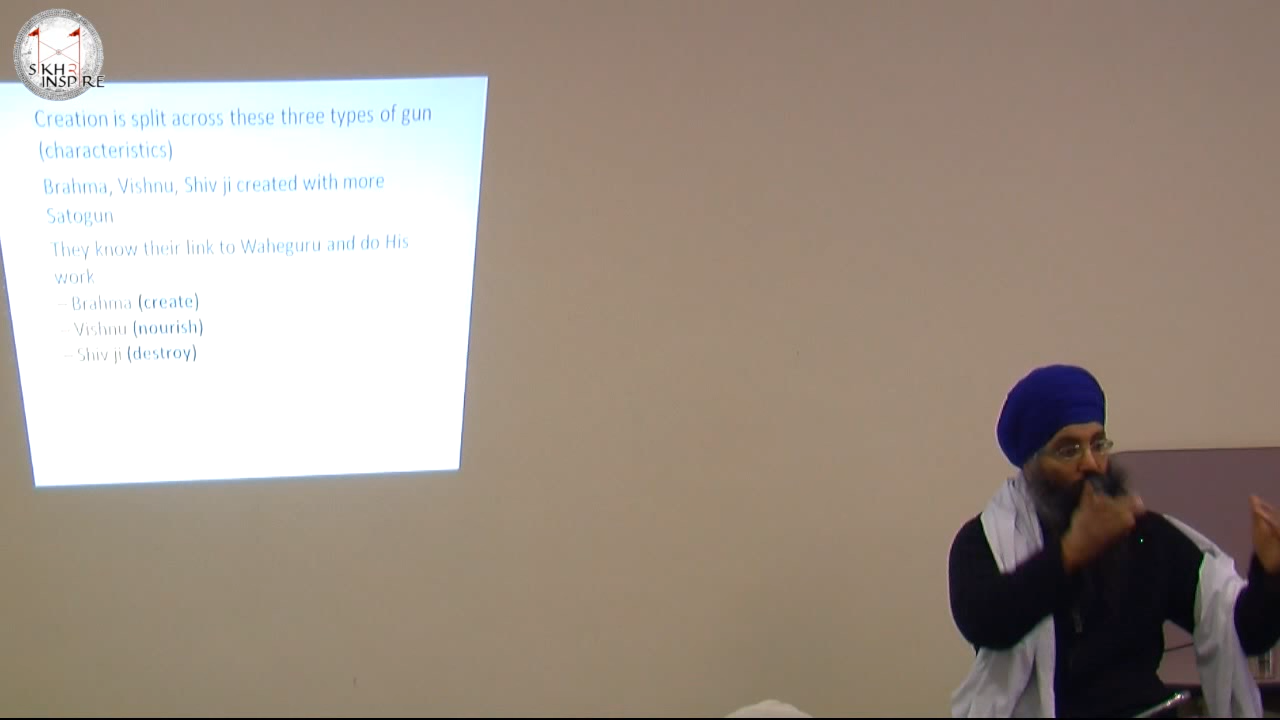 SIKH2
INSPIRE
Creation is split across these three types of gun
(characteristics)
Brahma, Vishnu, Shiv ji created with more
Satogun
They know their link to Waheguru and do His
work
– Brahma (create)
– Vishnu (nourish)
– Shiv ji (destroy)